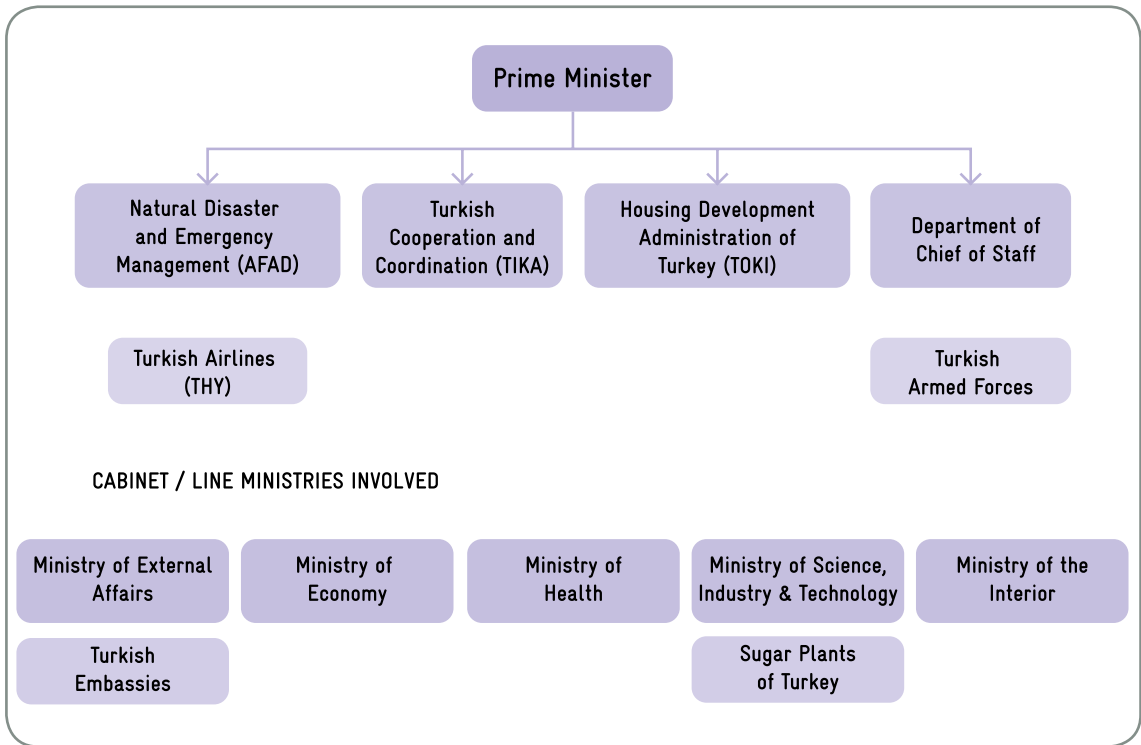 Prime Minister
Natural Disaster
and Emergency
Management (AFAD)
Turkish
Cooperation and
Coordination (TIKA)
Housing Development
Administration of
Turkey (TOKI)
Department of
Chief of Staff
Turkish Airlines
(THY)
Turkish
Armed Forces
CABINET / LINE MINISTRIES INVOLVED
Ministry of External
Affairs
Ministry of
Economy
Ministry of
Health
Ministry of Science,
Industry & Technology
Ministry of the
Interior
Turkish
Embassies
Sugar Plants
of Turkey